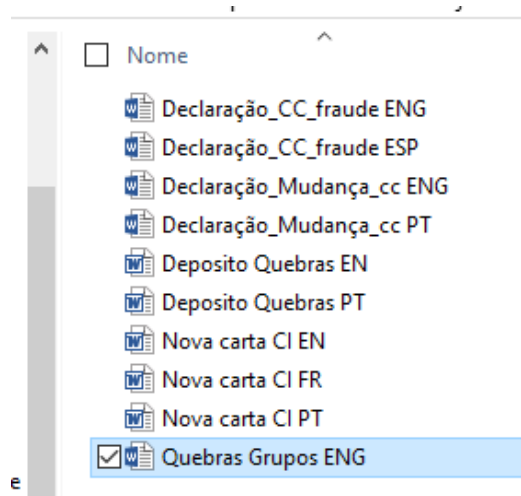 Nome
Declaração_CC_fraude ENG
Declaração_CC_fraude ESP
Declaração_Mudança_cc ENG
Declaração_Mudança_cc PT
Deposito Quebras EN
Deposito Quebras PT
Nova carta CI EN
Nova carta CI FR
Nova carta CI PT
Quebras Grupos ENG
e